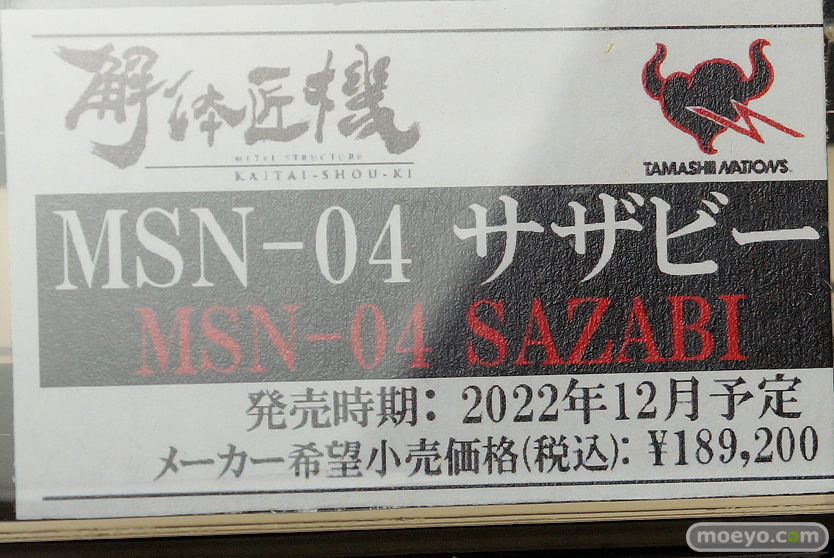 解体匠機
METAL STRUCTURE
KAITAI-SHOU-KI
TAMASHII NATIONS
MSN-04 サザビー
MSN-04 SAZABI
発売時期：2022年12月予定
メーカー希望小売価格(税込)：¥189,200
moeyo.com